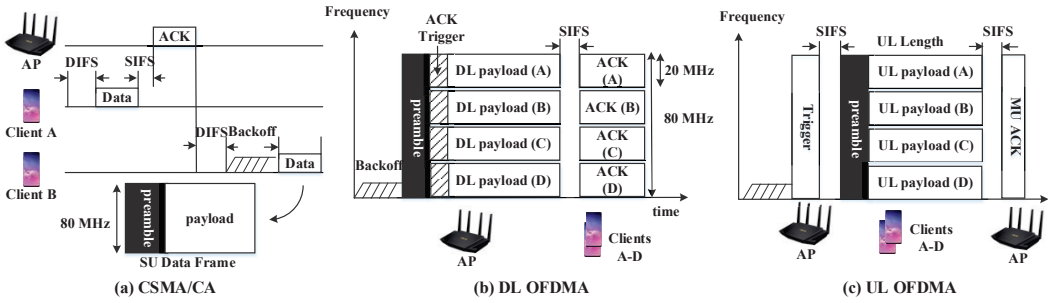 ACK
AP
DIFS
SIFS
Data
Client A
DIFS
Backoff
Data
Client B
80 MHz
preamble
payload
SU Data Frame
(a) CSMA/CA
Frequency
ACK
Trigger
SIFS
DL payload (A)
ACK
(A)
20 MHz
DL payload (B)
ACK (B)
80 MHz
preamble
DL payload (C)
ACK
(C)
Backoff
DL payload (D)
ACK
(D)
time
AP
Clients
A-D
(b) DL OFDMA
Frequency
SIFS
UL Length
SIFS
UL payload (A)
Trigger
preamble
UL payload (B)
MU ACK
UL payload (C)
UL payload (D)
AP
Clients
A-D
AP
(c) UL OFDMA